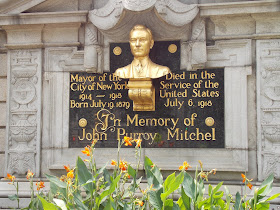 Mayor of the
City of New York
1914 — 1918
Born July 19, 1879
Died in the
Service of the
United States
July 6, 1918
In Memory of
John Purroy Mitchel